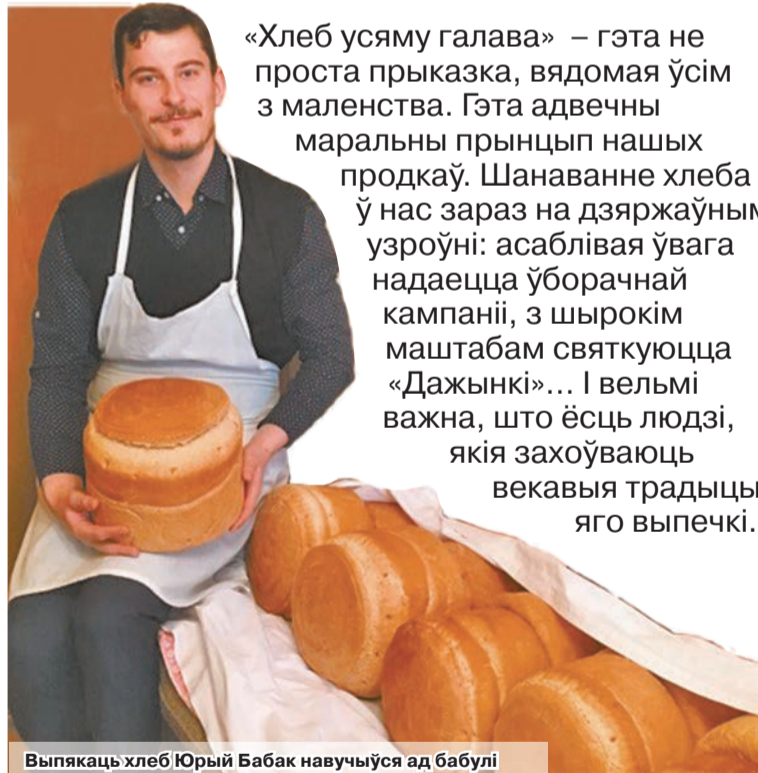 «Хлеб усяму галава» – гэта не
проста прыказка, вядомая ўсім
з маленства. Гэта адвечны
маральны прынцып нашых
продкаў. Шанаванне хлеба
ў нас зараз на дзяржаўным
узроўні: асаблівая ўвага
надаецца ўборачнай
кампаніі, з шырокім
маштабам святкуюцца
«Дажынкі»... І вельмі
важна, што ёсць людзі,
якія захоўваюць
векавыя традыцы
яго выпечкі.
Выпякаць хлеб Юрый Бабак навучыўся ад бабулі